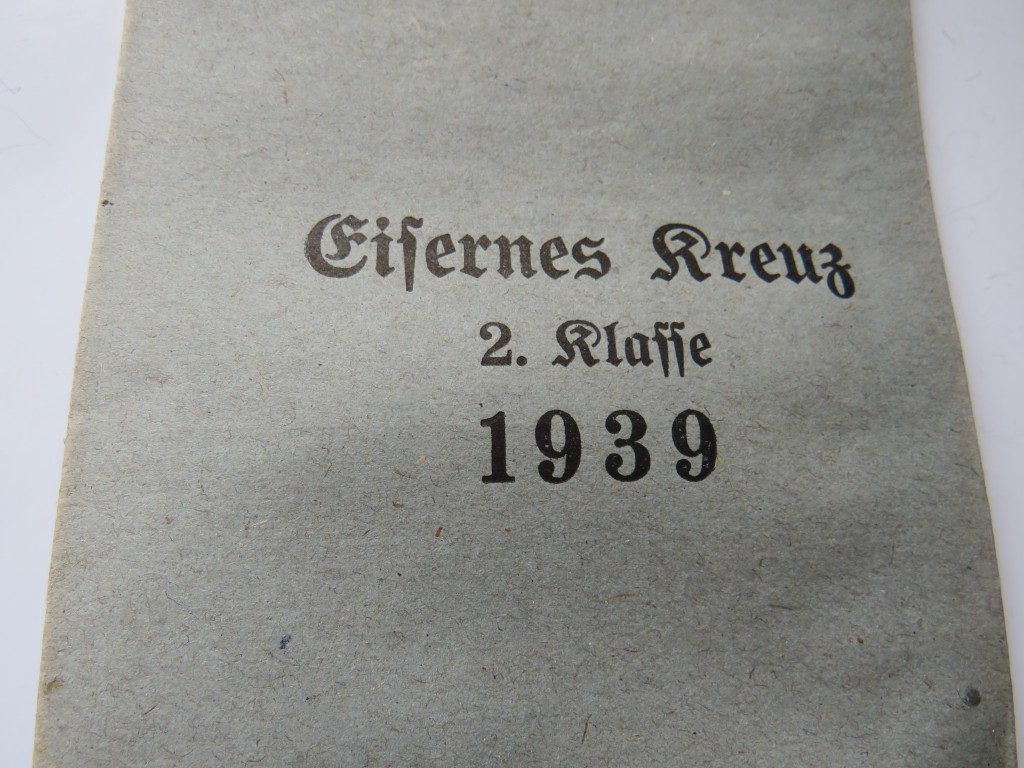 Eiſernes Kreuz
2. Klaſſe
1939